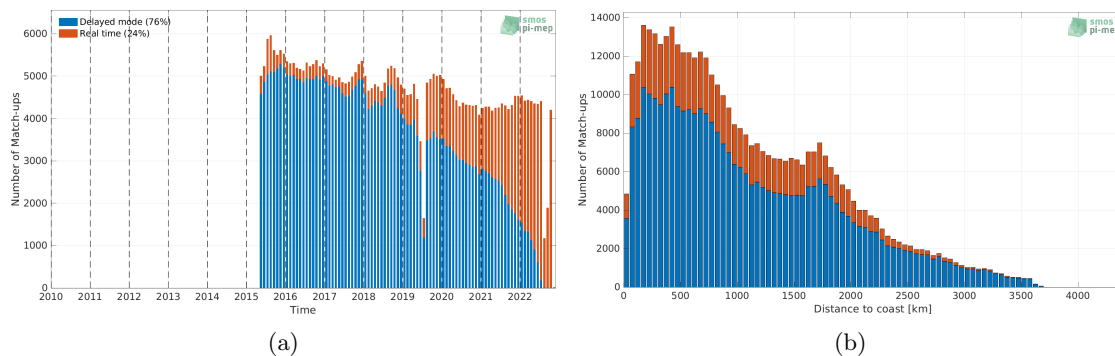 Delayed mode (76%)
Real time (24%)
smos
pi-mep
6000
5000
4000
3000
2000
1000
0
Number of Match-ups
2010 2011 2012 2013 2014 2015 2016 2017 2018 2019 2020 2021 2022
Time
(a)
smos
pi-mep
14000
12000
10000
8000
6000
4000
2000
0
Number of Match-ups
0 500 1000 1500 2000 2500 3000 3500 4000
Distance to coast [km]
(b)